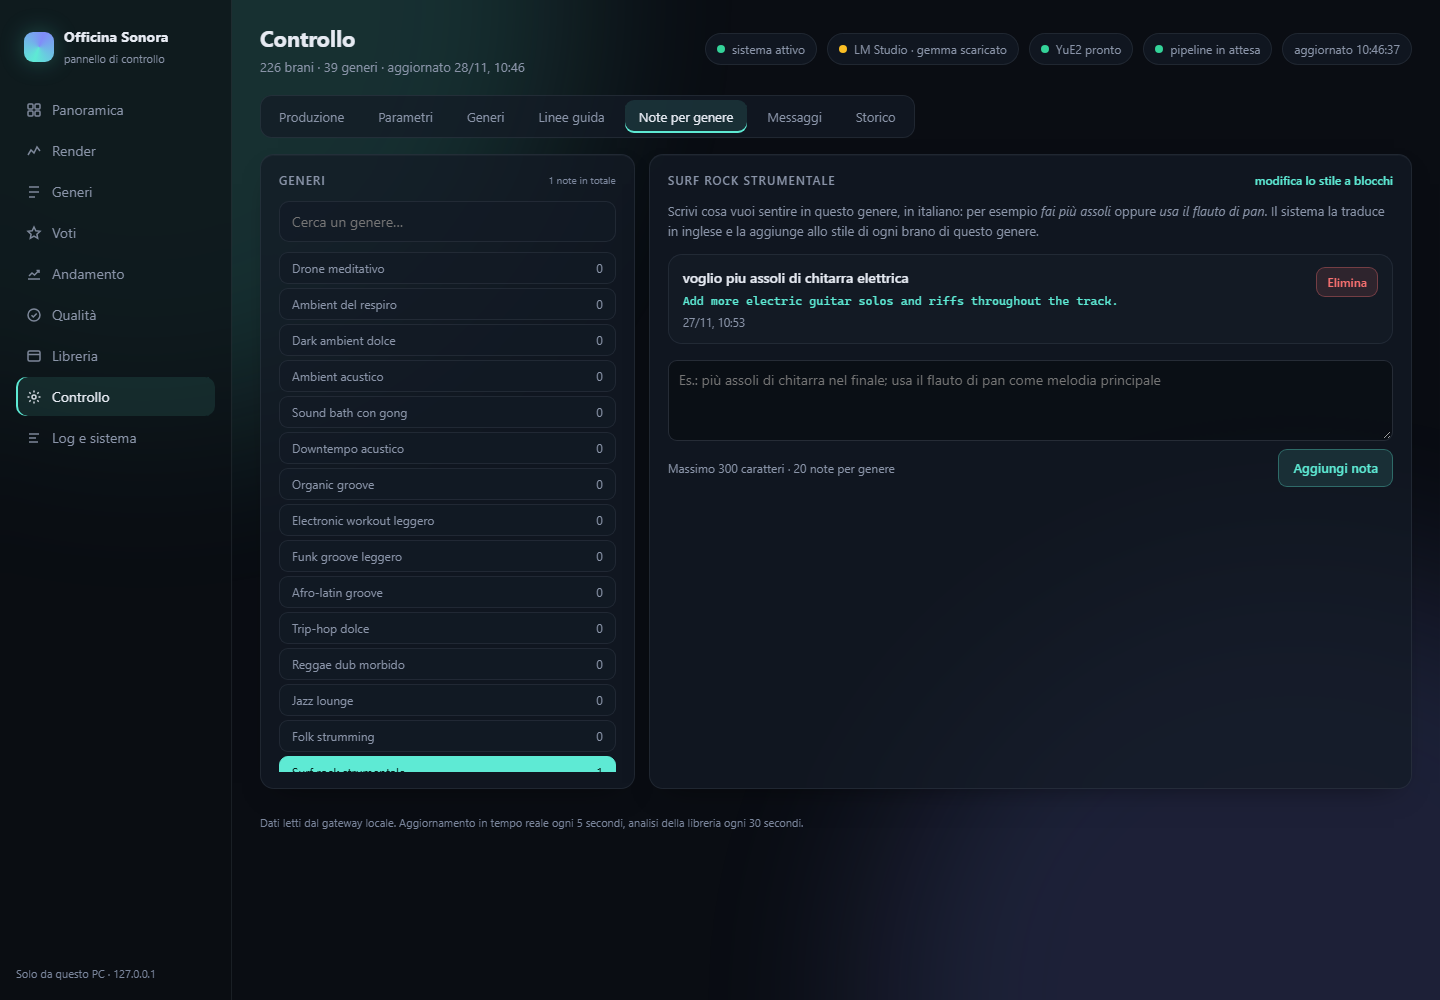 Officina Sonora
pannello di controllo
Panoramica
Render
Generi
Voti
Andamento
Qualità
Libreria
Controllo
Log e sistema
Solo da questo PC · 127.0.0.1
Controllo
226 brani · 39 generi · aggiornato 28/11, 10:46
sistema attivo
LM Studio · gemma scaricato
YuE2 pronto
pipeline in attesa
aggiornato 10:46:37
Produzione
Parametri
Generi
Linee guida
Note per genere
Messaggi
Storico
GENERI
1 note in totale
Cerca un genere...
Drone meditativo 0
Ambient del respiro 0
Dark ambient dolce 0
Ambient acustico 0
Sound bath con gong 0
Downtempo acustico 0
Organic groove 0
Electronic workout leggero 0
Funk groove leggero 0
Afro-latin groove 0
Trip-hop dolce 0
Reggae dub morbido 0
Jazz lounge 0
Folk strumming 0
Surf rock strumentale 1
SURF ROCK STRUMENTALE
modifica lo stile a blocchi
Scrivi cosa vuoi sentire in questo genere, in italiano: per esempio fai più assoli oppure usa il flauto di pan. Il sistema la traduce
in inglese e la aggiunge allo stile di ogni brano di questo genere.
voglio piu assoli di chitarra elettrica
Add more electric guitar solos and riffs throughout the track.
27/11, 10:53
Elimina
Es.: più assoli di chitarra nel finale; usa il flauto di pan come melodia principale
Massimo 300 caratteri · 20 note per genere
Aggiungi nota
Dati letti dal gateway locale. Aggiornamento in tempo reale ogni 5 secondi, analisi della libreria ogni 30 secondi.